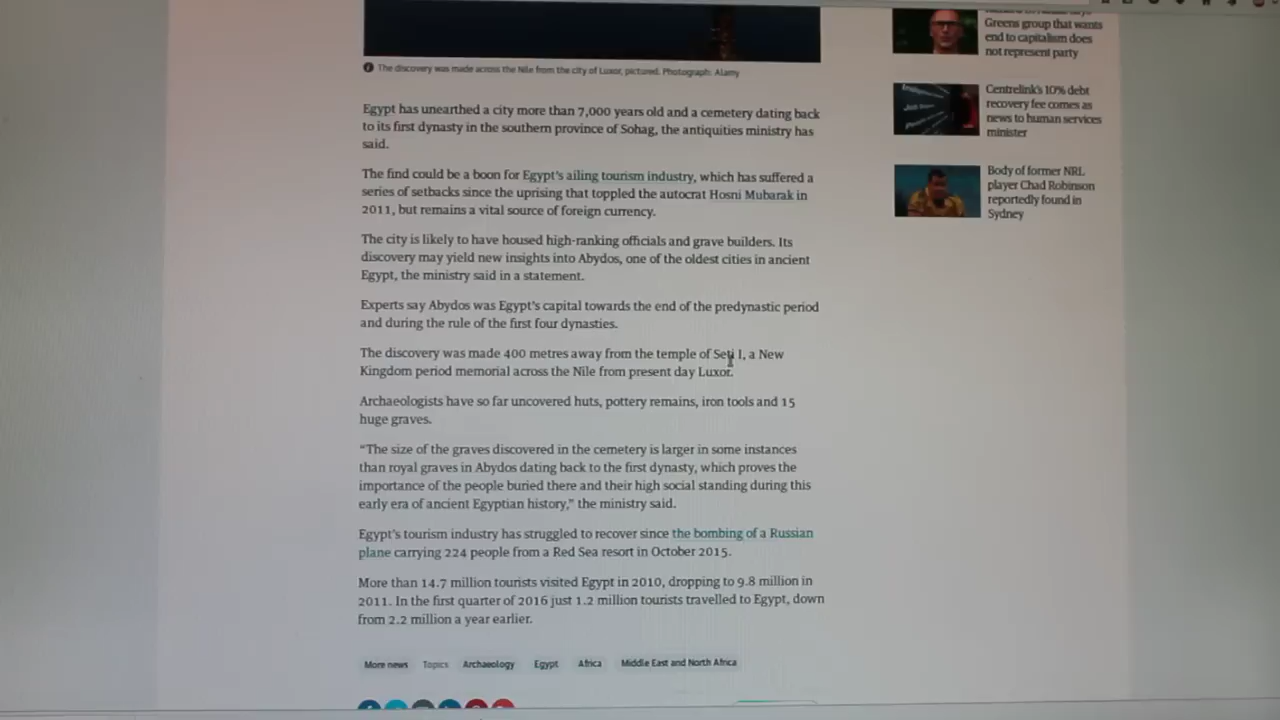 The discovery was made across the Nile from the city of Luxor, pictured. Photograph: Alamy
Egypt has unearthed a city more than 7,000 years old and a cemetery dating back
to its first dynasty in the southern province of Sohag, the antiquities ministry has
said.
The find could be a boon for Egypt's ailing tourism industry, which has suffered a
series of setbacks since the uprising that toppled the autocrat Hosni Mubarak in
2011, but remains a vital source of foreign currency.
The city is likely to have housed high-ranking officials and grave builders. Its
discovery may yield new insights into Abydos, one of the oldest cities in ancient
Egypt, the ministry said in a statement.
Experts say Abydos was Egypt's capital towards the end of the predynastic period
and during the rule of the first four dynasties.
The discovery was made 400 metres away from the temple of Seti I, a New
Kingdom period memorial across the Nile from present day Luxor.
Archaeologists have so far uncovered huts, pottery remains, iron tools and 15
huge graves.
“The size of the graves discovered in the cemetery is larger in some instances
than royal graves in Abydos dating back to the first dynasty, which proves the
importance of the people buried there and their high social standing during this
early era of ancient Egyptian history,” the ministry said.
Egypt's tourism industry has struggled to recover since the bombing of a Russian
plane carrying 224 people from a Red Sea resort in October 2015.
More than 14.7 million tourists visited Egypt in 2010, dropping to 9.8 million in
2011. In the first quarter of 2016 just 1.2 million tourists travelled to Egypt, down
from 2.2 million a year earlier.
More news Topics Archaeology Egypt Africa Middle East and North Africa
Greens group that wants
end to capitalism does
not represent party
Centrelink's 10% debt
recovery fee comes as
news to human services
minister
Body of former NRL
player Chad Robinson
reportedly found in
Sydney